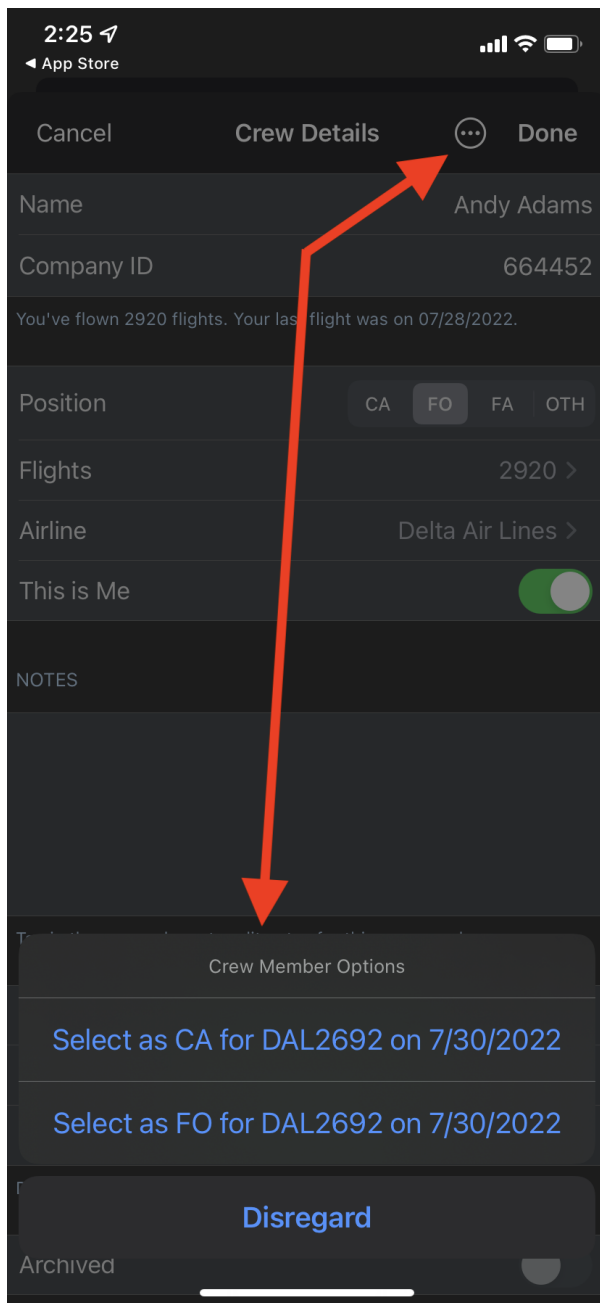 2:25
◀ App Store
Cancel Crew Details Done
Name Andy Adams
Company ID 664452
You've flown 2920 flights. Your last flight was on 07/28/2022.
Position CA FO FA OTH
Flights 2920
Airline Delta Air Lines
This is Me
NOTES
Crew Member Options
Select as CA for DAL2692 on 7/30/2022
Select as FO for DAL2692 on 7/30/2022
Disregard
Archived